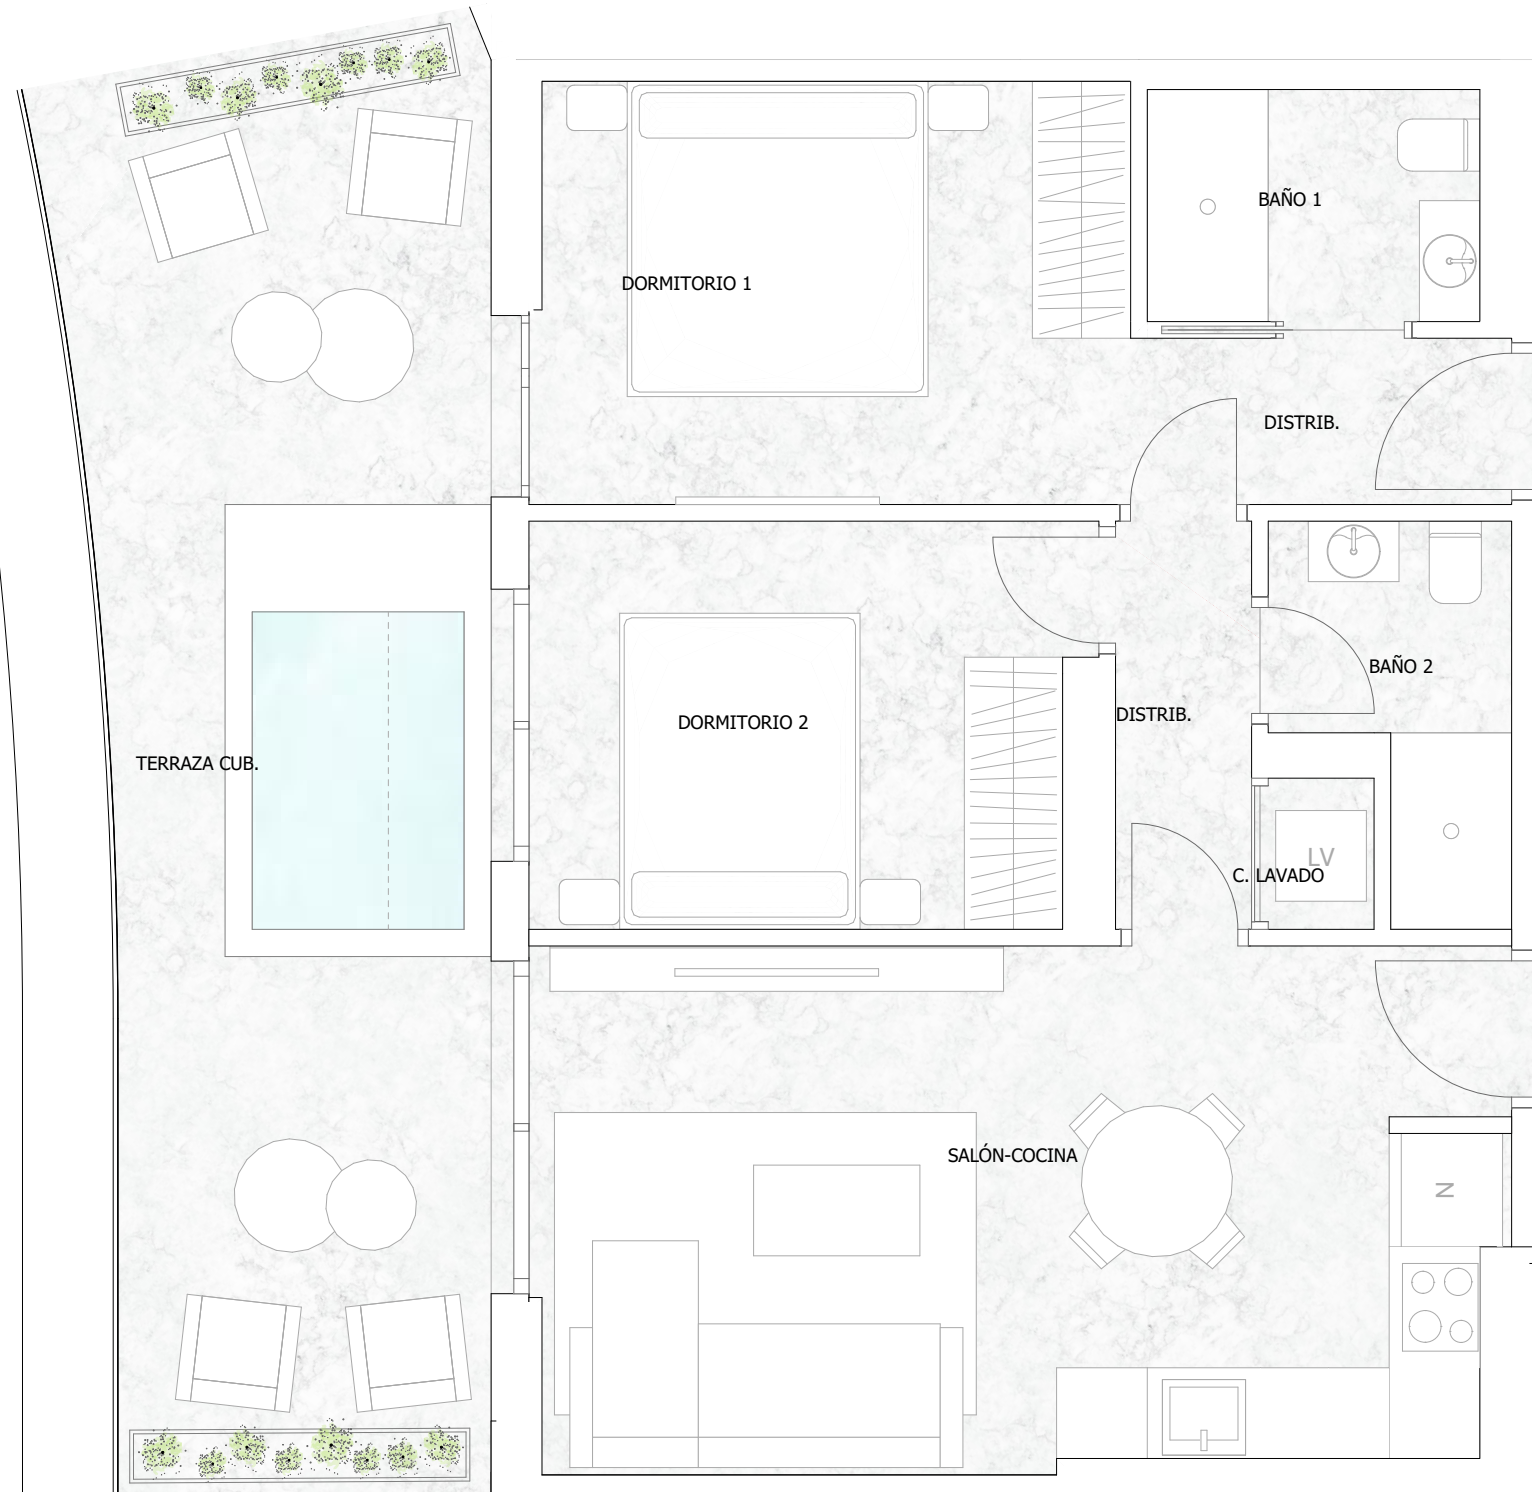 BAÑO 1
DORMITORIO 1
DISTRIB.
BAÑO 2
DORMITORIO 2
DISTRIB.
TERRAZA CUB.
LV
C. LAVADO
SALÓN-COCINA
N